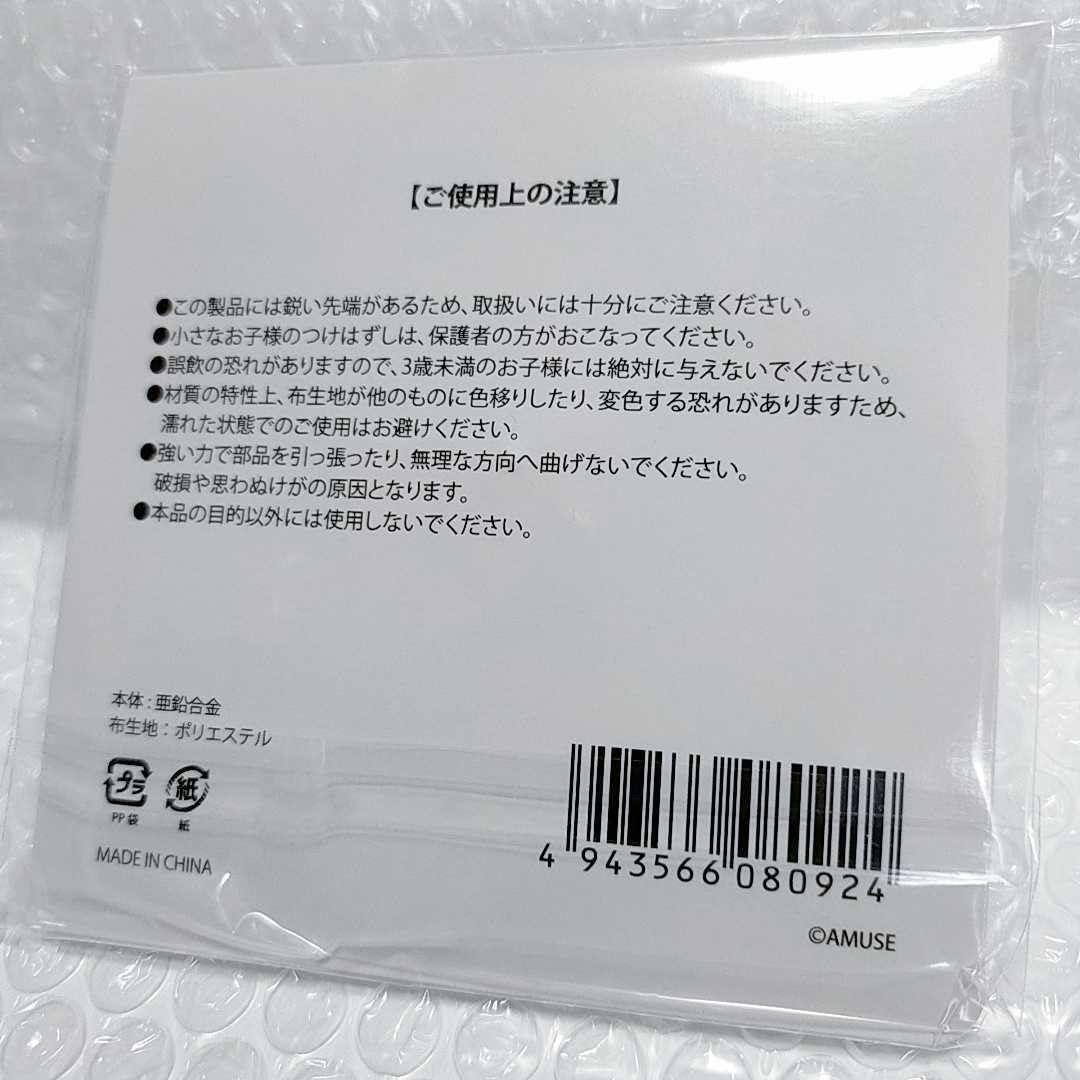 【ご使用上の注意】
●この製品には鋭い先端があるため、取扱いには十分にご注意ください。
●小さなお子様のつけはずしは、保護者の方がおこなってください。
●誤飲の恐れがありますので、3歳未満のお子様には絶対に与えないでください。
●材質の特性上、布生地が他のものに色移りしたり、変色する恐れがありますため、
濡れた状態でのご使用はお避けください。
●強い力で部品を引っ張ったり、無理な方向へ曲げないでください。
破損や思わぬけがの原因となります。
●本品の目的以外には使用しないでください。
本体：亜鉛合金
布生地：ポリエステル
プラ 紙
PP袋 紙
MADE IN CHINA
4 943566 080924
©AMUSE